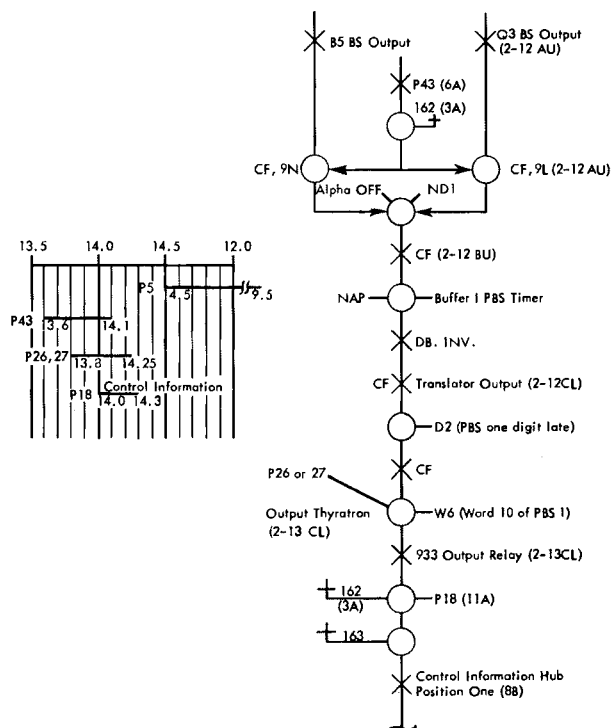 B5 BS Output
Q3 BS Output
(2-12 AU)
P43 (6A)
162 (3A)
CF, 9N
CF, 9L (2-12 AU)
Alpha OFF
ND1
CF (2-12 BU)
NAP
Buffer 1 PBS Timer
DB. INV.
CF
Translator Output (2-12CL)
D2 (PBS one digit late)
CF
P26 or 27
Output Thyratron
(2-13 CL)
W6 (Word 10 of PBS 1)
933 Output Relay (2-13CL)
162
(3A)
P18 (11A)
163
Control Information Hub
Position One (8B)
13.5 14.0 14.5 12.0
P5 4.5 9.5
P43 13.6 14.1
P26,27 13.8 14.25
Control Information
P18 14.0 14.3